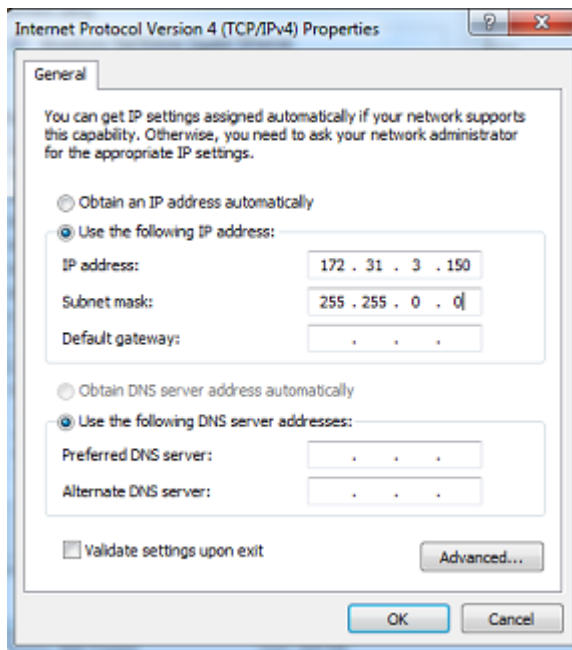 Internet Protocol Version 4 (TCP/IPv4) Properties
General
You can get IP settings assigned automatically if your network supports
this capability. Otherwise, you need to ask your network administrator
for the appropriate IP settings.
Obtain an IP address automatically
Use the following IP address:
IP address: 172 . 31 . 3 . 150
Subnet mask: 255 . 255 . 0 . 0
Default gateway: . . .
Obtain DNS server address automatically
Use the following DNS server addresses:
Preferred DNS server: . . .
Alternate DNS server: . . .
Validate settings upon exit
Advanced...
OK Cancel